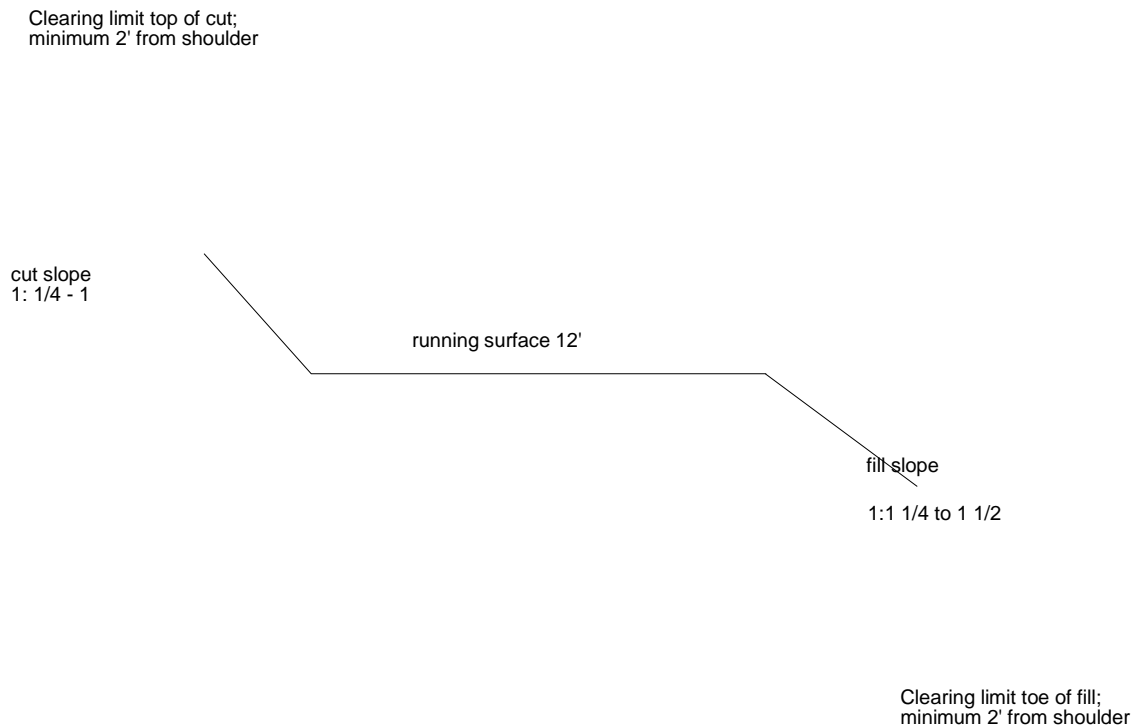 Clearing limit top of cut;
minimum 2' from shoulder
cut slope
1: 1/4 - 1
running surface 12'
fill slope
1:1 1/4 to 1 1/2
Clearing limit toe of fill;
minimum 2' from shoulder